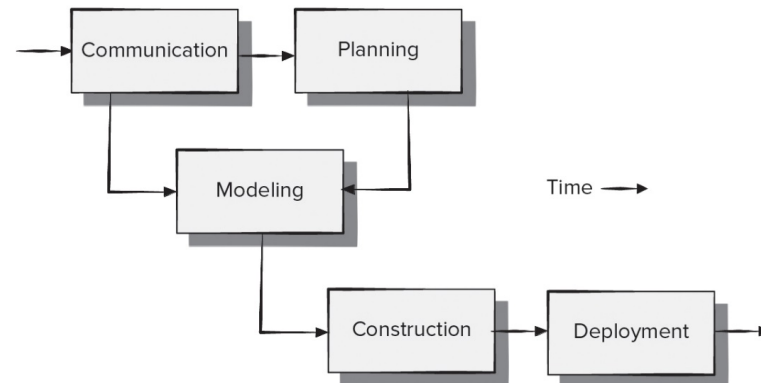 Communication
Planning
Modeling
Time
Construction
Deployment